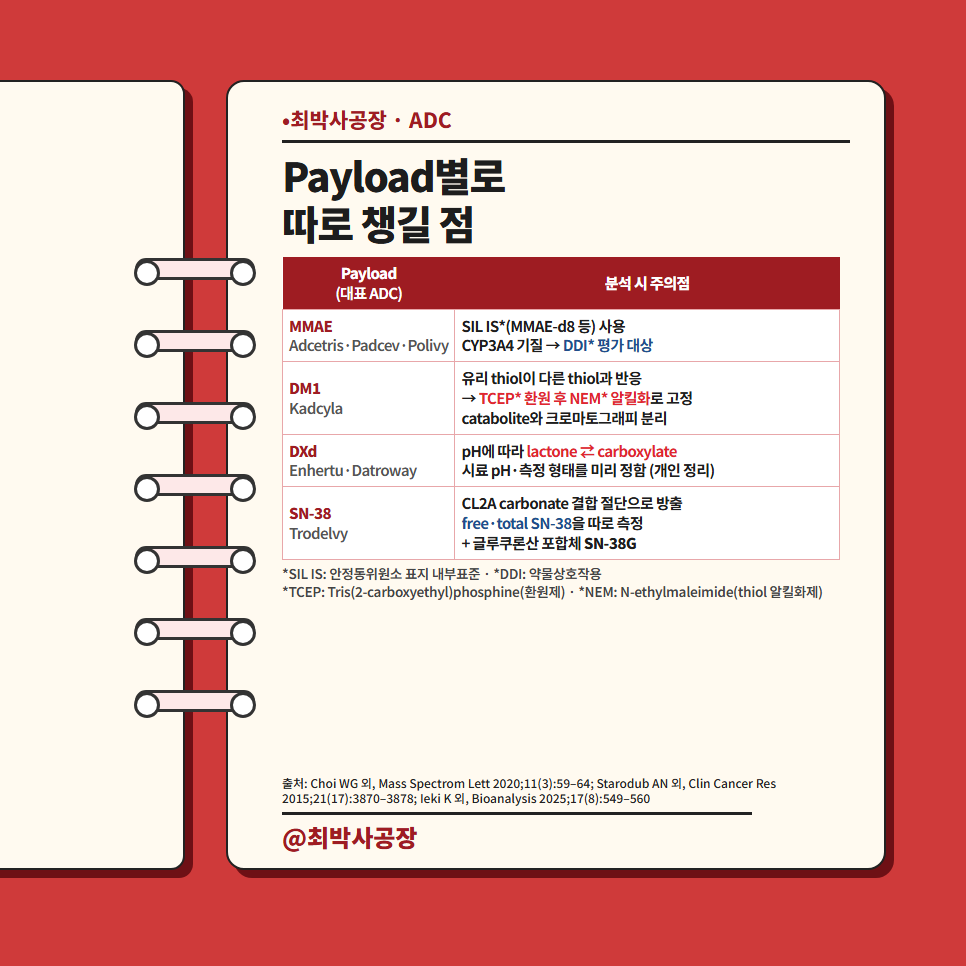 •최박사공장 · ADC
Payload별로
따로 챙길 점
Payload
(대표 ADC)
분석 시 주의점
MMAE
Adcetris·Padcev·Polivy
SIL IS*(MMAE-d8 등) 사용
CYP3A4 기질 → DDI* 평가 대상
DM1
Kadcyla
유리 thiol이 다른 thiol과 반응
→ TCEP* 환원 후 NEM* 알킬화로 고정
catabolite와 크로마토그래피 분리
DXd
Enhertu·Datroway
pH에 따라 lactone ⇄ carboxylate
시료 pH·측정 형태를 미리 정함 (개인 정리)
SN-38
Trodelvy
CL2A carbonate 결합 절단으로 방출
free·total SN-38을 따로 측정
+ 글루쿠론산 포합체 SN-38G
*SIL IS: 안정동위원소 표지 내부표준 · *DDI: 약물상호작용
*TCEP: Tris(2-carboxyethyl)phosphine(환원제) · *NEM: N-ethylmaleimide(thiol 알킬화제)
출처: Choi WG 외, Mass Spectrom Lett 2020;11(3):59–64; Starodub AN 외, Clin Cancer Res
2015;21(17):3870–3878; Ieki K 외, Bioanalysis 2025;17(8):549–560
@최박사공장